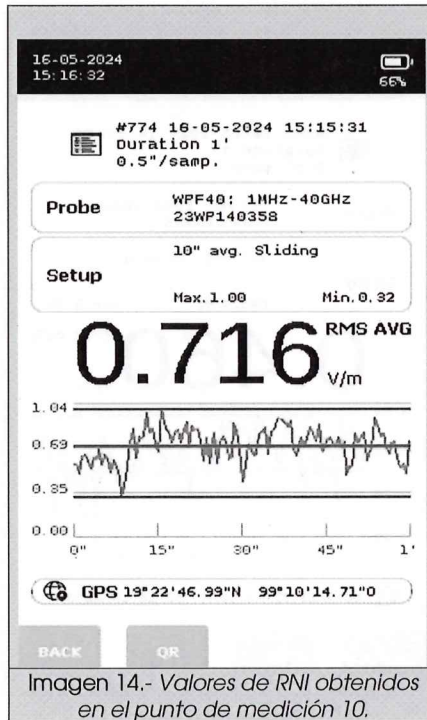 16-05-2024
15:16:32
66%
#774 16-05-2024 15:15:31
Duration 1'
0.5"/samp.
Probe
WPF40: 1MHz-40GHz
23WP140358
Setup
10" avg. Sliding
Max.1.00 Min.0.32
0.716 RMS AVG
V/m
1.04
0.69
0.35
0.00
0" 15" 30" 45" 1'
GPS 19°22'46.99"N 99°10'14.71"O
BACK QR
Imagen 14.- Valores de RNI obtenidos
en el punto de medición 10.